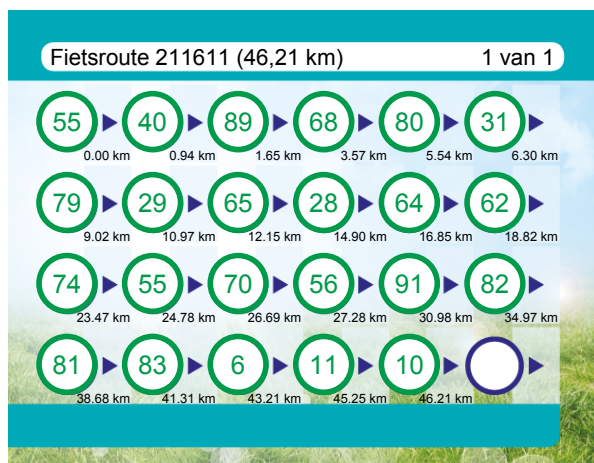 Fietsroute 211611 (46,21 km) 1 van 1
55 40 89 68 80 31
0.00 km 0.94 km 1.65 km 3.57 km 5.54 km 6.30 km
79 29 65 28 64 62
9.02 km 10.97 km 12.15 km 14.90 km 16.85 km 18.82 km
74 55 70 56 91 82
23.47 km 24.78 km 26.69 km 27.28 km 30.98 km 34.97 km
81 83 6 11 10
38.68 km 41.31 km 43.21 km 45.25 km 46.21 km